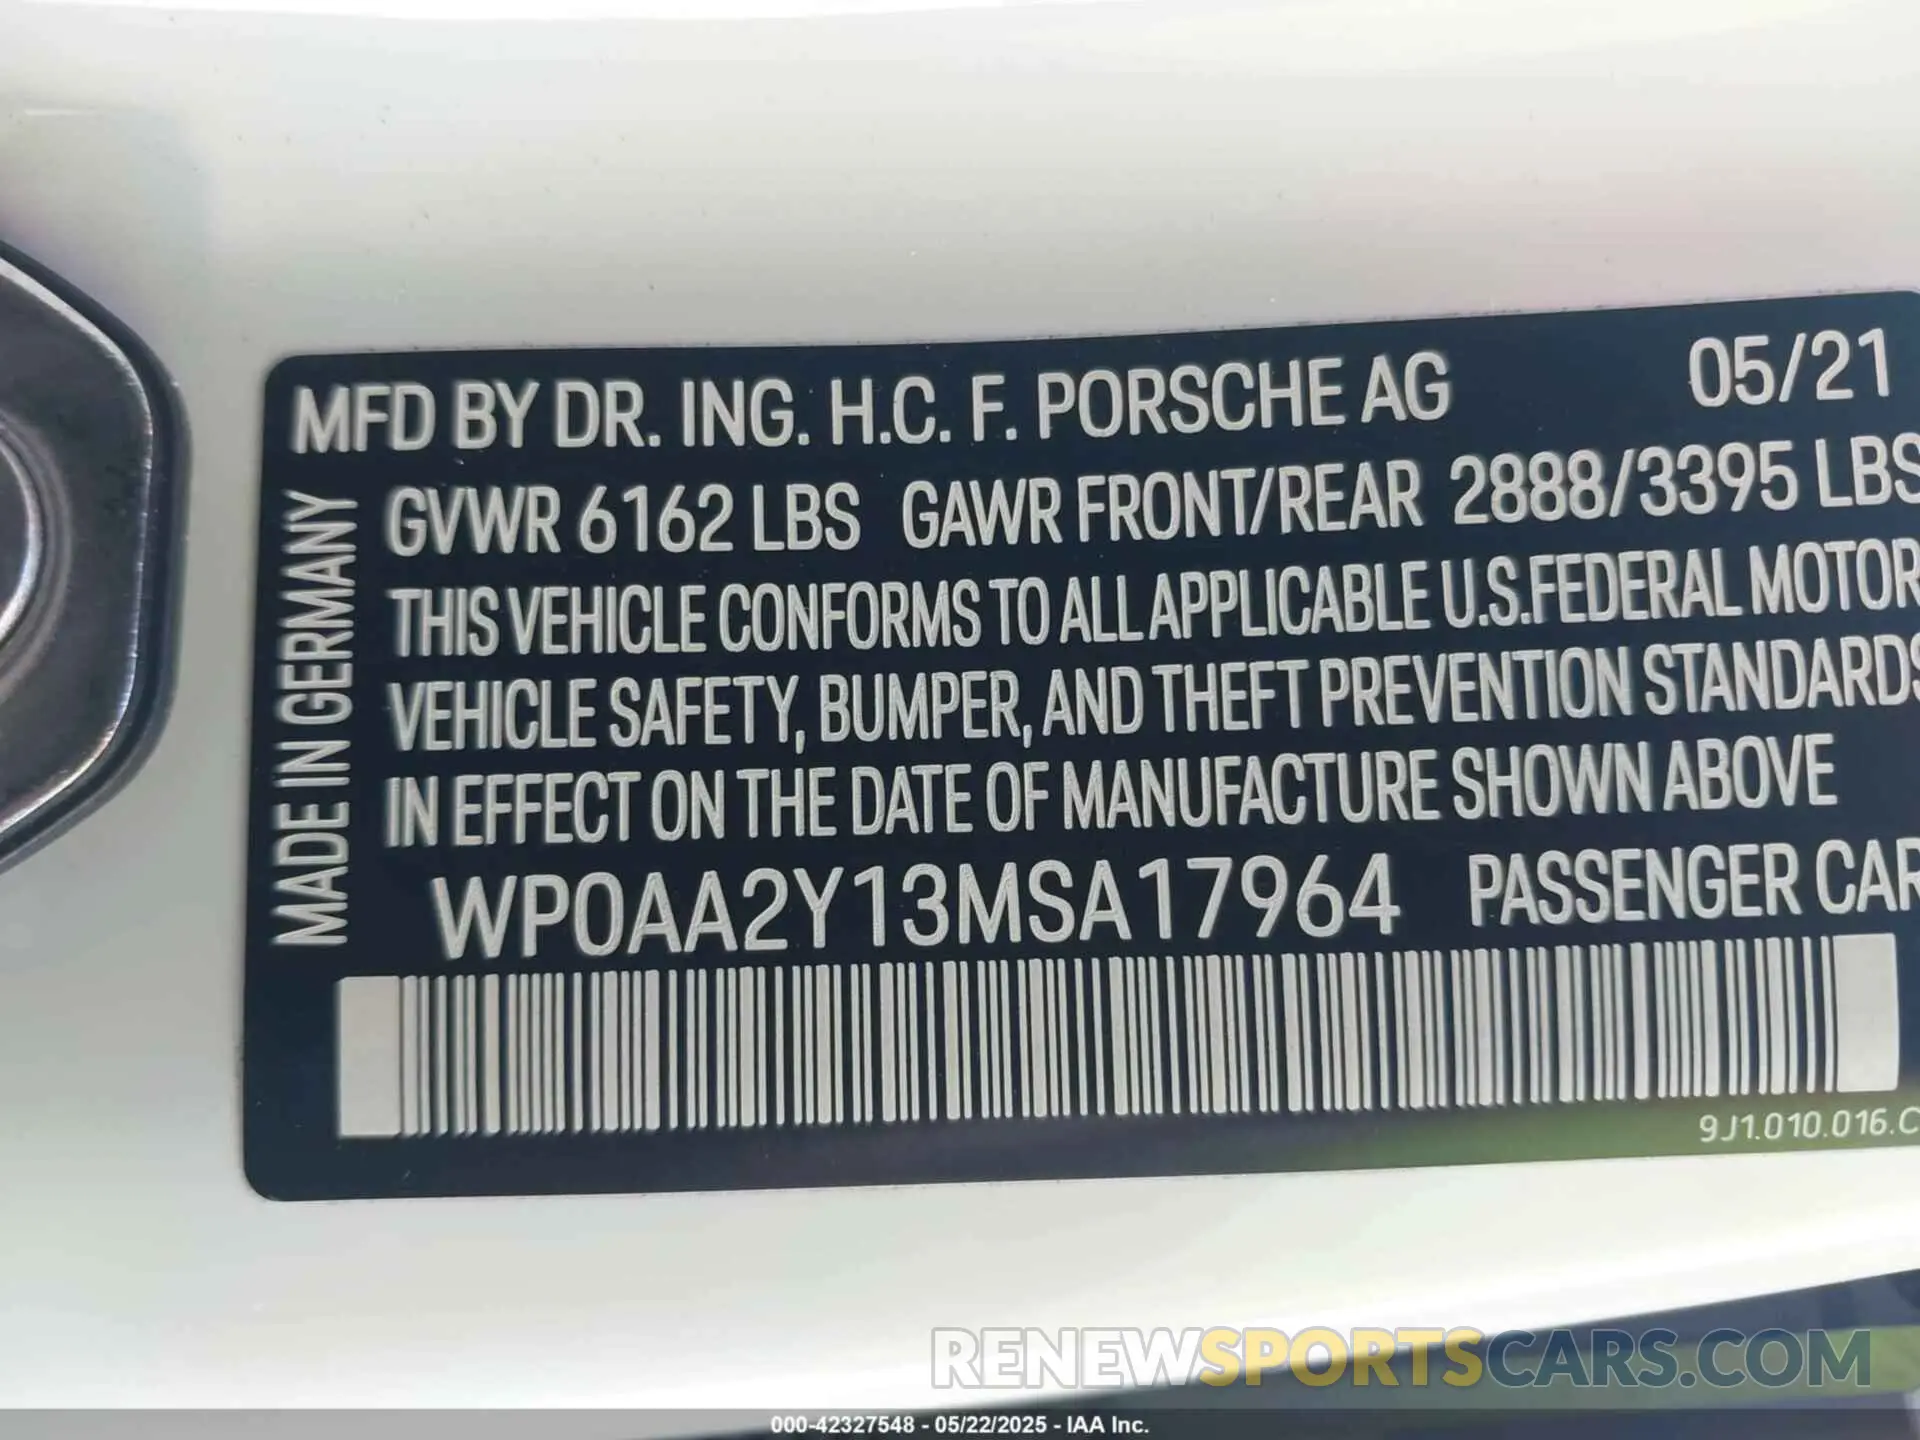 MFD BY DR. ING. H.C. F. PORSCHE AG 05/21
MADE IN GERMANY
GVWR 6162 LBS GAWR FRONT/REAR 2888/3395 LBS
THIS VEHICLE CONFORMS TO ALL APPLICABLE U.S.FEDERAL MOTOR
VEHICLE SAFETY, BUMPER, AND THEFT PREVENTION STANDARDS
IN EFFECT ON THE DATE OF MANUFACTURE SHOWN ABOVE
WP0AA2Y13MSA17964 PASSENGER CAR
9J1.010.016.C
RENEWSPORTSCARS.COM
000-42327548 - 05/22/2025 - IAA Inc.